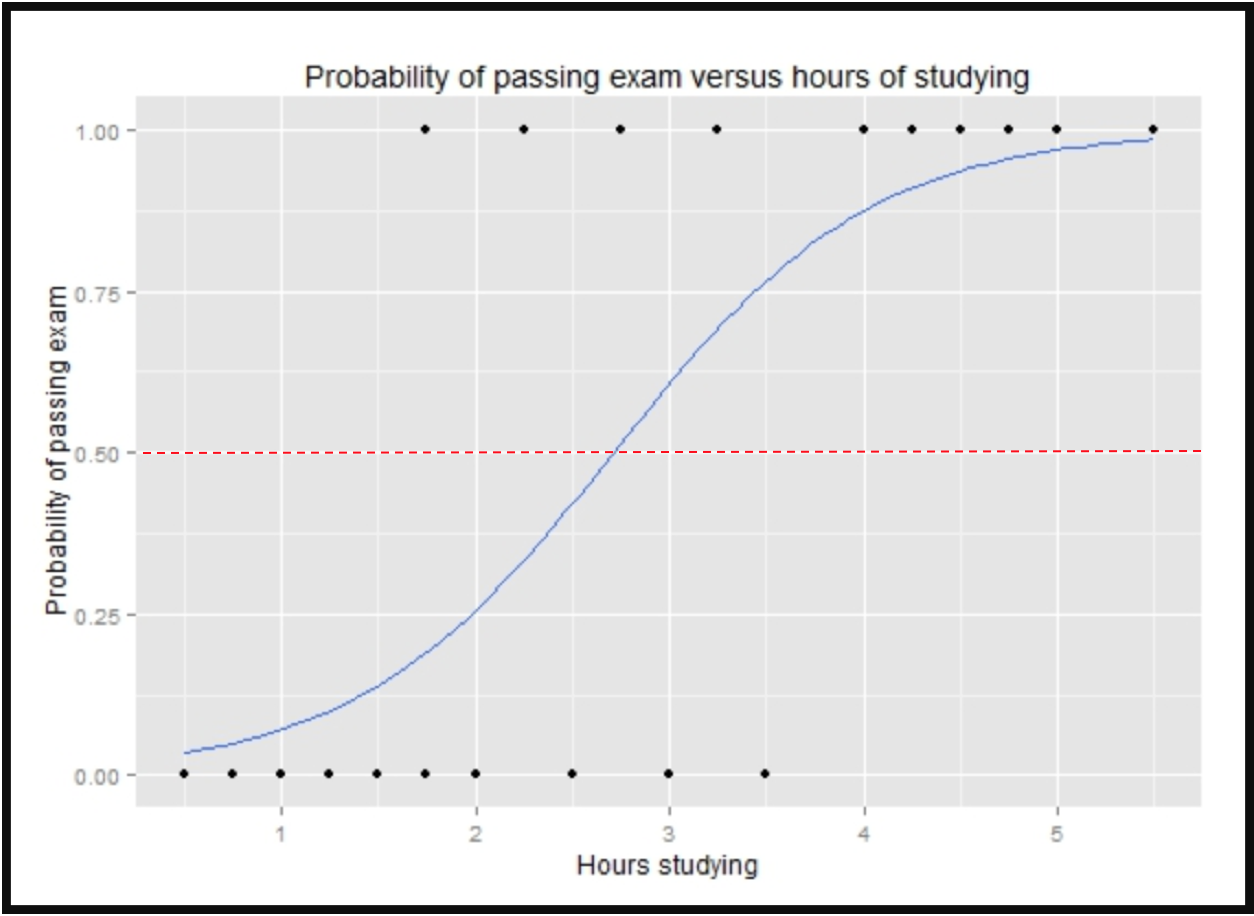 Probability of passing exam versus hours of studying
Probability of passing exam
1.00
0.75
0.50
0.25
0.00
1 2 3 4 5
Hours studying